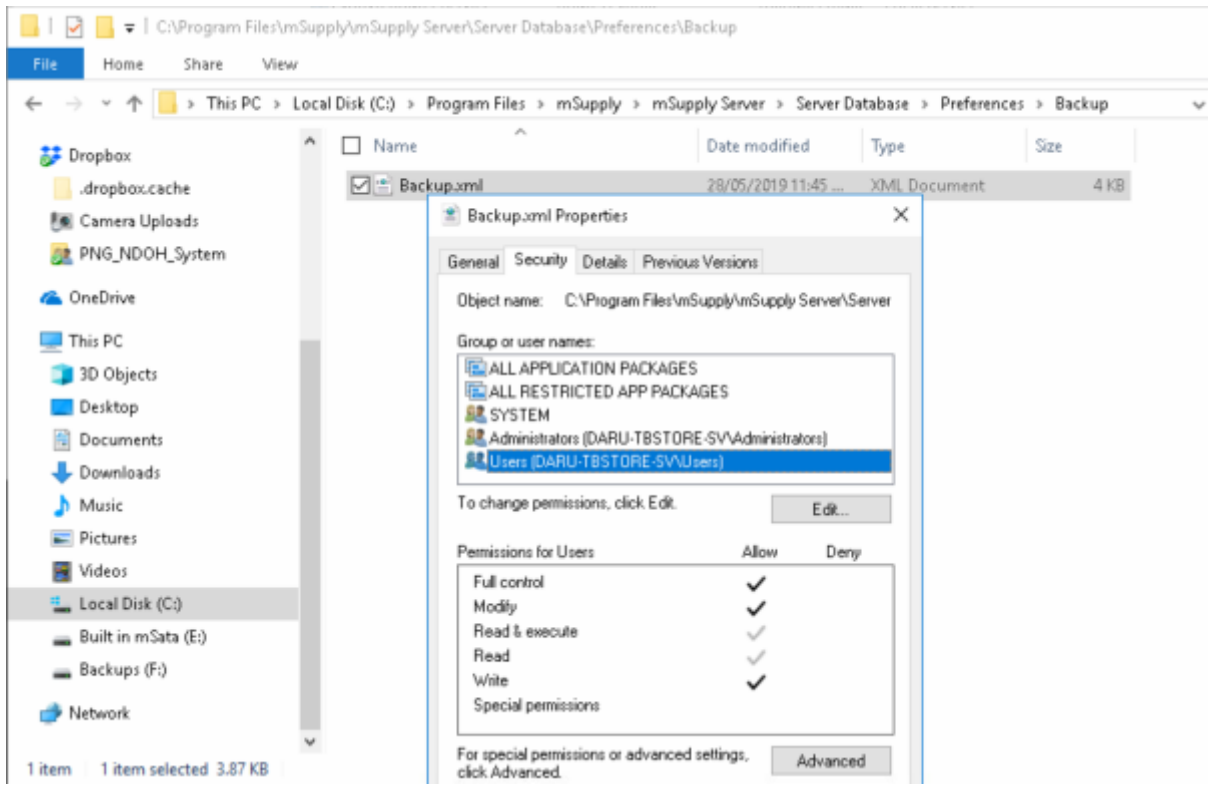 C:\Program Files\mSupply\mSupply Server\Server Database\Preferences\Backup
File Home Share View
This PC > Local Disk (C:) > Program Files > mSupply > mSupply Server > Server Database > Preferences > Backup
Name Date modified Type Size
Backup.xml 28/05/2019 11:45 ... XML Document 4 KB
Dropbox
.dropbox.cache
Camera Uploads
PNG_NDOH_System
OneDrive
This PC
3D Objects
Desktop
Documents
Downloads
Music
Pictures
Videos
Local Disk (C:)
Built in mSata (E:)
Backups (F:)
Network
1 item 1 item selected 3.87 KB
Backup.xml Properties
General Security Details Previous Versions
Object name: C:\Program Files\mSupply\mSupply Server\Server
Group or user names:
ALL APPLICATION PACKAGES
ALL RESTRICTED APP PACKAGES
SYSTEM
Administrators (DARU-TBSTORE-SV\Administrators)
Users (DARU-TBSTORE-SV\Users)
To change permissions, click Edit. Edit...
Permissions for Users Allow Deny
Full control
Modify
Read & execute
Read
Write
Special permissions
For special permissions or advanced settings,
click Advanced. Advanced